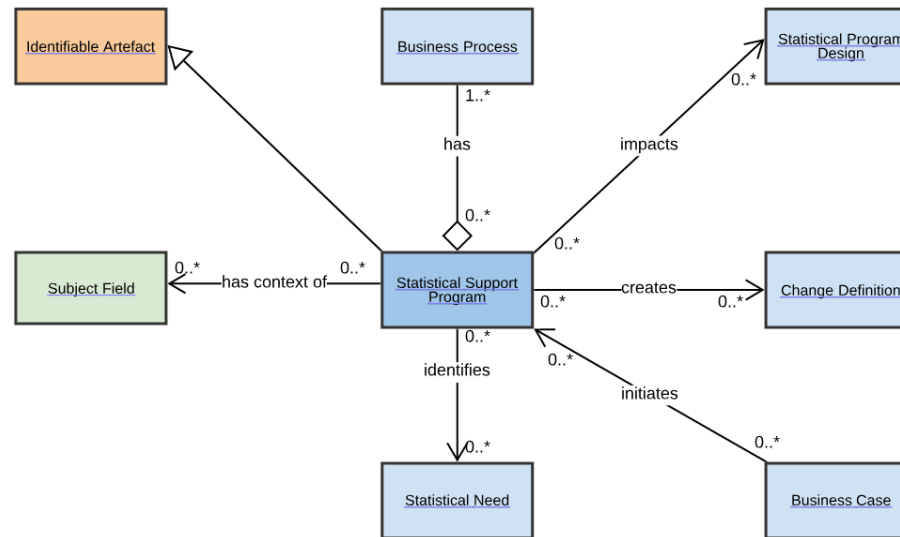 Identifiable Artefact
Business Process
Statistical Program
Design
1..*
0..*
has
impacts
0..*
0..*
0..*
0..*
has context of
Subject Field
Statistical Support
Program
creates
0..*
0..*
Change Definition
0..*
0..*
identifies
initiates
0..*
0..*
Statistical Need
Business Case